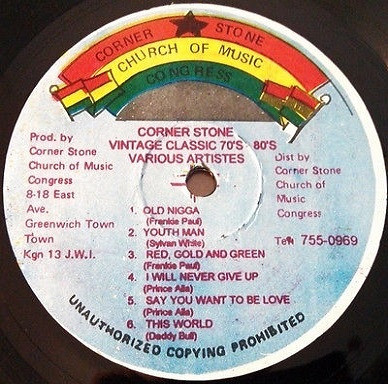 CORNER ★ STONE
CHURCH OF MUSIC
CONGRESS
CORNER STONE
VINTAGE CLASSIC 70'S 80'S
VARIOUS ARTISTES
Prod. by
Corner Stone
Church of Music
Congress
8-18 East
Ave.
Greenwich Town
Town
Kgn 13 J.W.I.
Dist by
Corner Stone
Church of
Music
Congress
755-0969
1. OLD NIGGA
(Frankie Paul)
2. YOUTH MAN
(Sylvan White)
3. RED, GOLD AND GREEN
(Frankie Paul)
4. I WILL NEVER GIVE UP
(Prince Alla)
5. SAY YOU WANT TO BE LOVE
(Prince Alla)
6. THIS WORLD
(Daddy Bull)
UNAUTHORIZED COPYING PROHIBITED